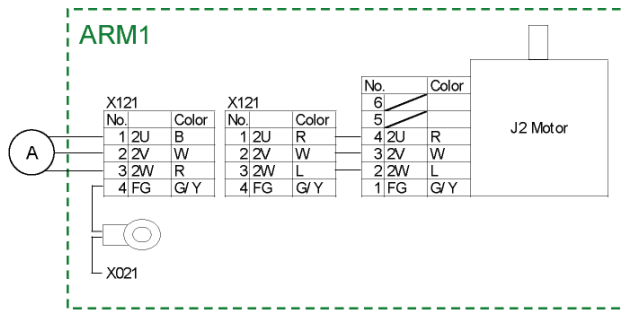 ARM1
No. Color
6
5
4 2U R
3 2V W
2 2W L
1 FG G/Y
J2 Motor
X121
No. Color
1 2U B
2 2V W
3 2W R
4 FG G/Y
X121
No. Color
1 2U R
2 2V W
3 2W L
4 FG G/Y
A
X021